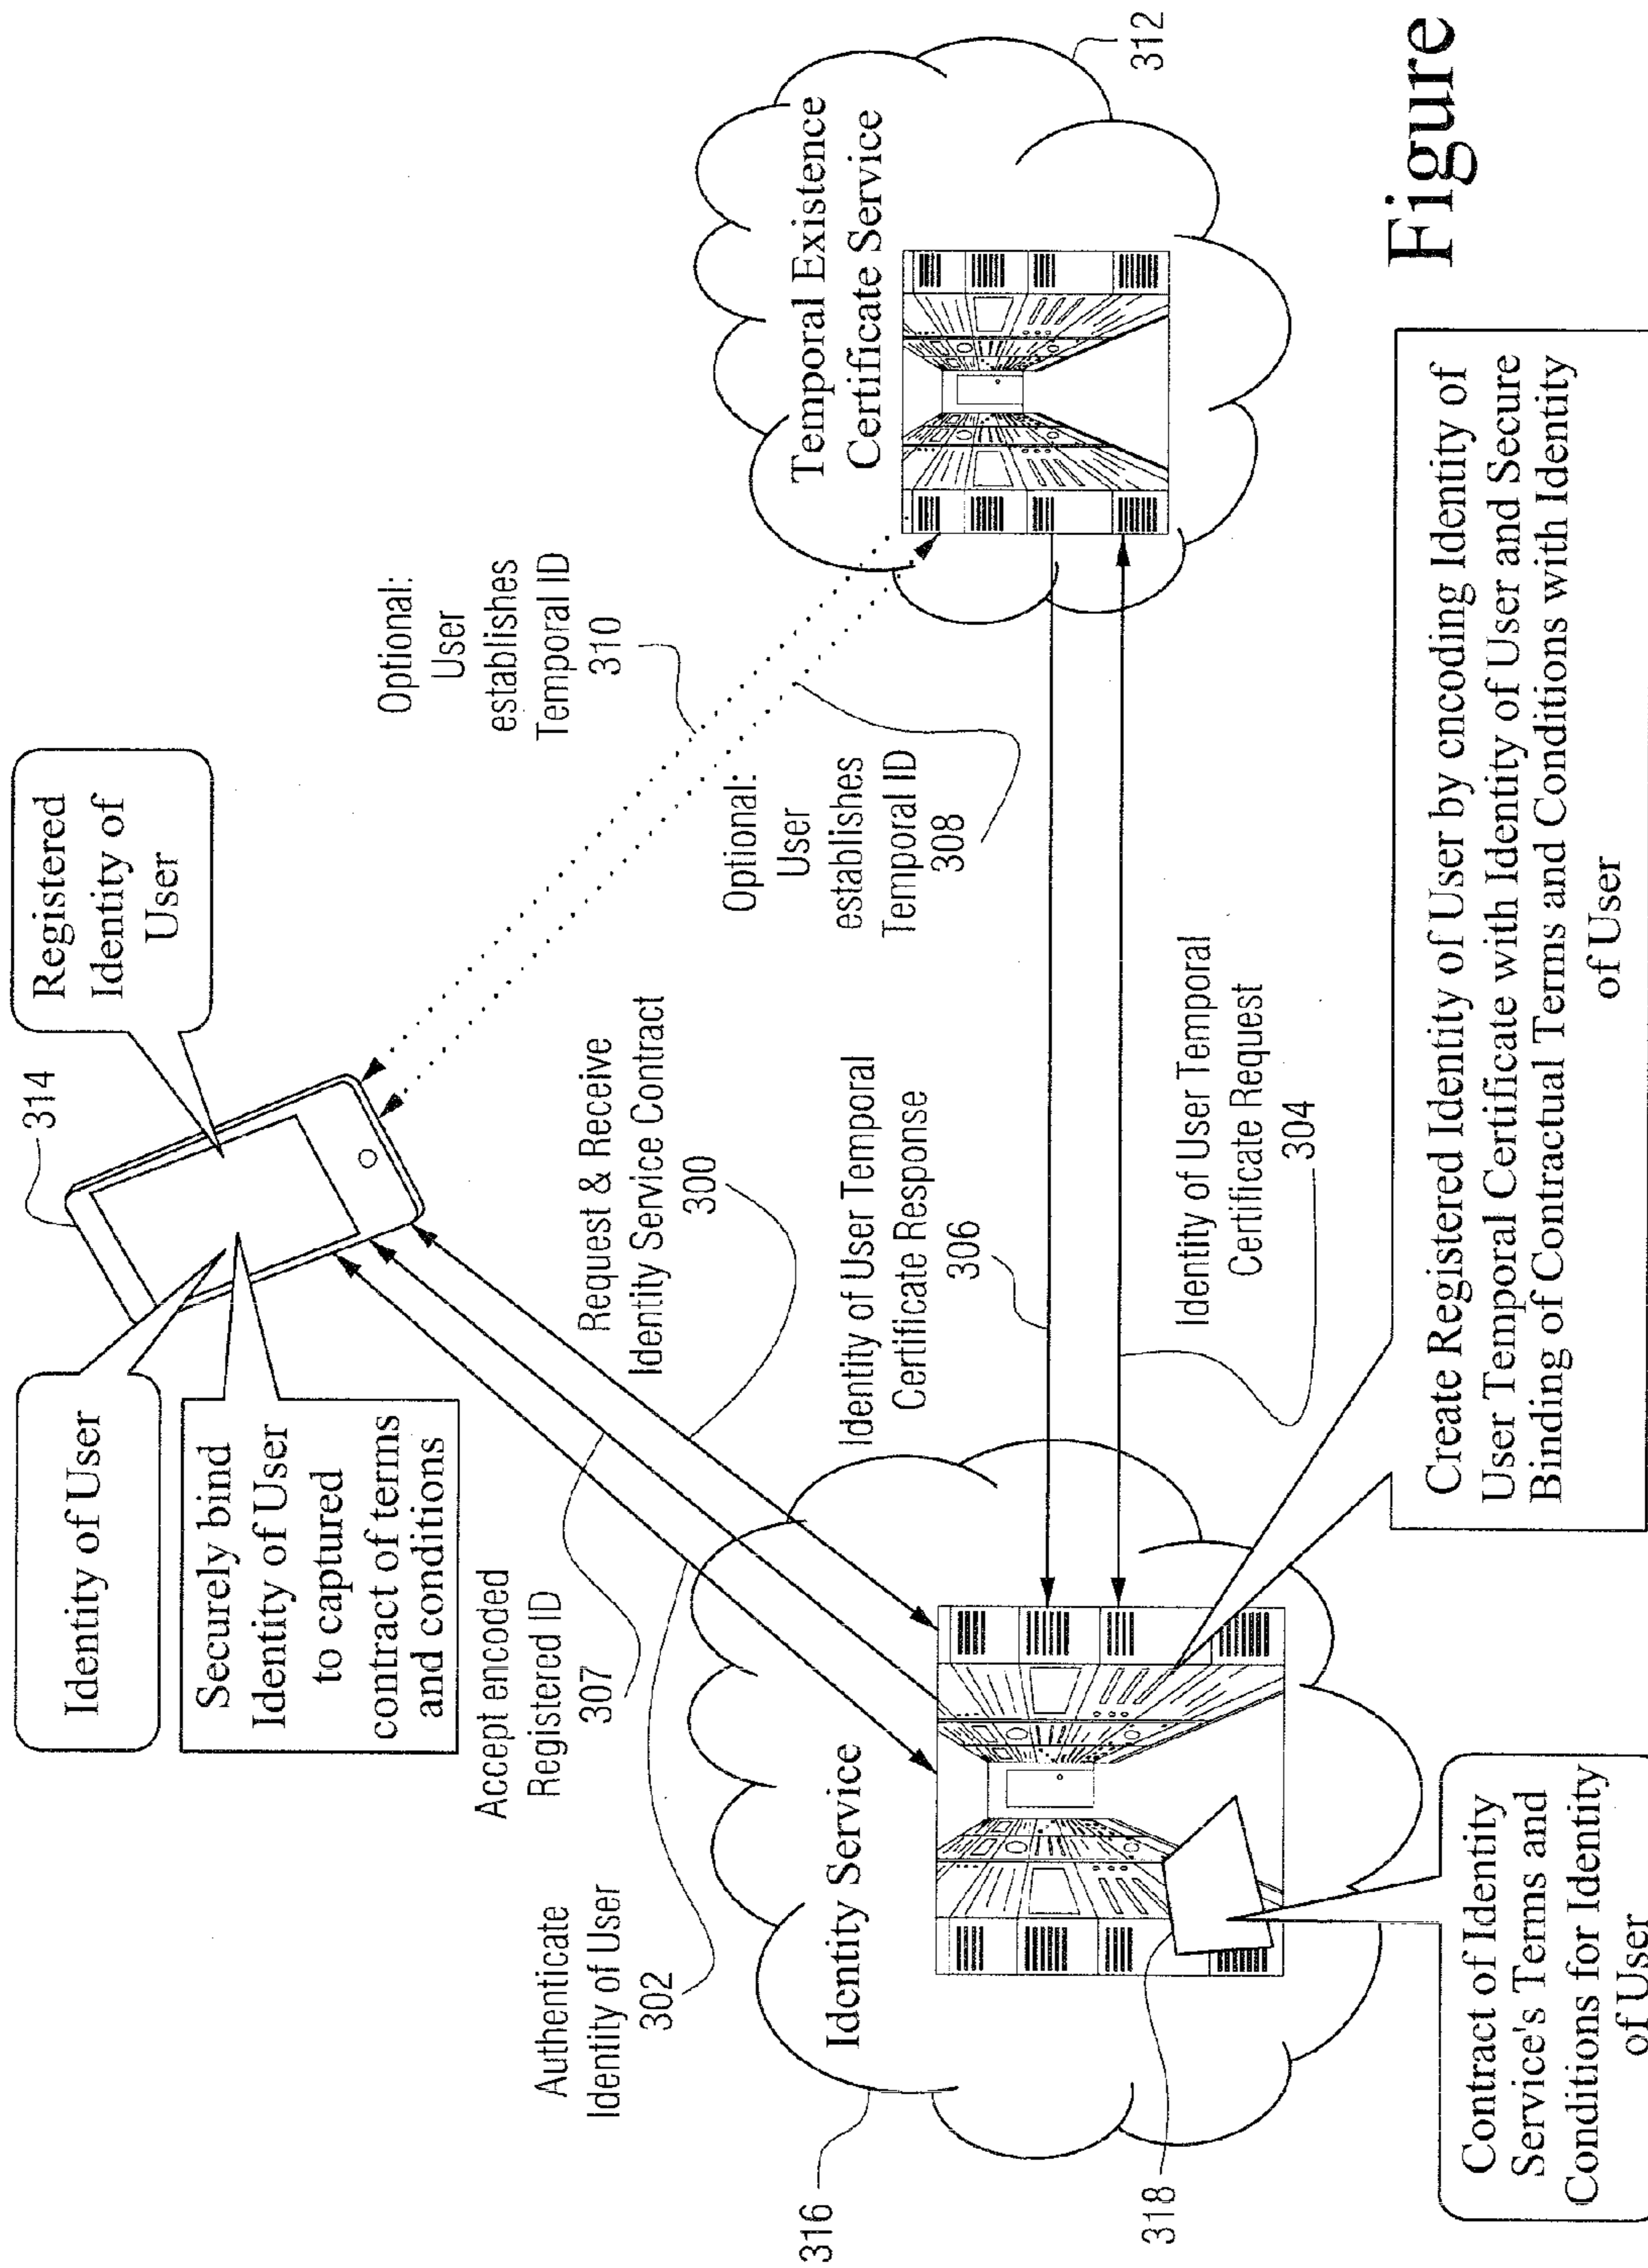 Identity of User
Securely bind
Identity of User
to captured
contract of terms
and conditions
Registered
Identity of
User
314
Accept encoded
Registered ID
307
Authenticate
Identity of User
302
Request & Receive
Identity Service Contract
300
Optional:
User
establishes
Temporal ID
310
Optional:
User
establishes
Temporal ID
308
Identity of User Temporal
Certificate Response
306
Identity of User Temporal
Certificate Request
304
Temporal Existence
Certificate Service
312
316
Identity Service
318
Contract of Identity
Service's Terms and
Conditions for Identity
of User
Create Registered Identity of User by encoding Identity of
User Temporal Certificate with Identity of User and Secure
Binding of Contractual Terms and Conditions with Identity
of User
Figure